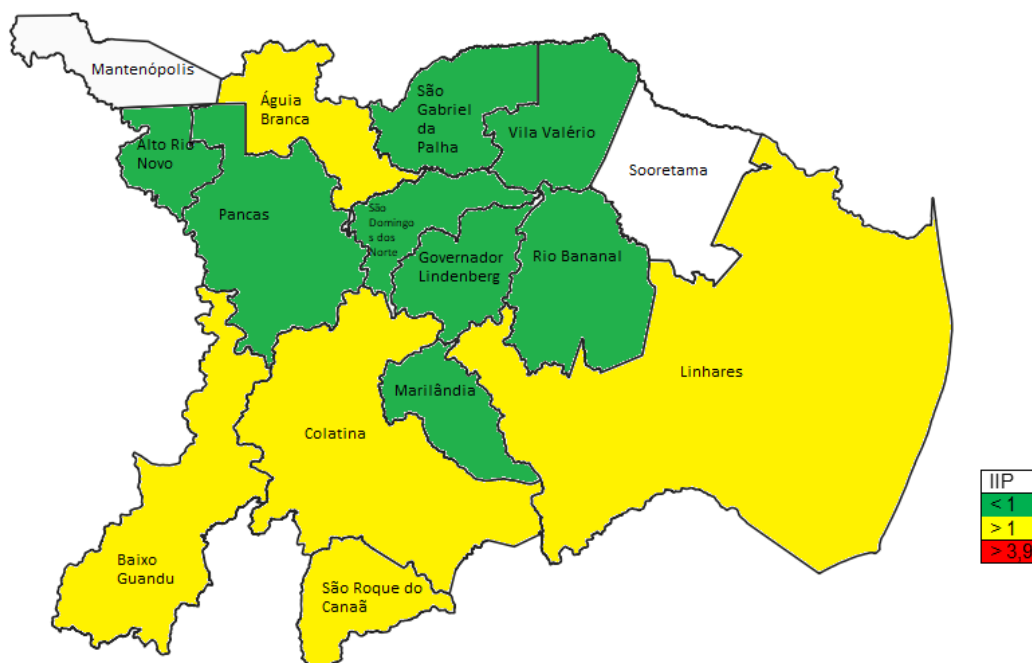 Mantenópolis
Águia
Branca
São
Gabriel
da
Palha
Vila Valério
Alto Rio
Novo
Sooretama
Pancas
São
Domingo
s dos
Norte
Governador
Lindenberg
Rio Bananal
Linhares
Marilândia
Colatina
Baixo
Guandu
São Roque do
Canaã
IIP
< 1
> 1
> 3,9